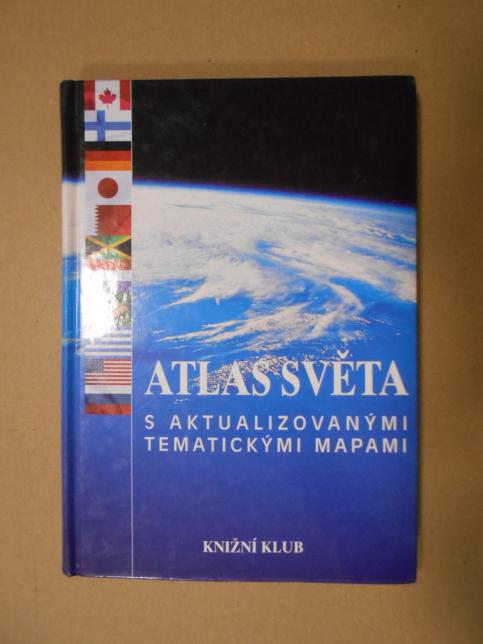 ATLAS SVĚTA
S AKTUALIZOVANÝMI
TEMATICKÝMI MAPAMI
KNIŽNÍ KLUB